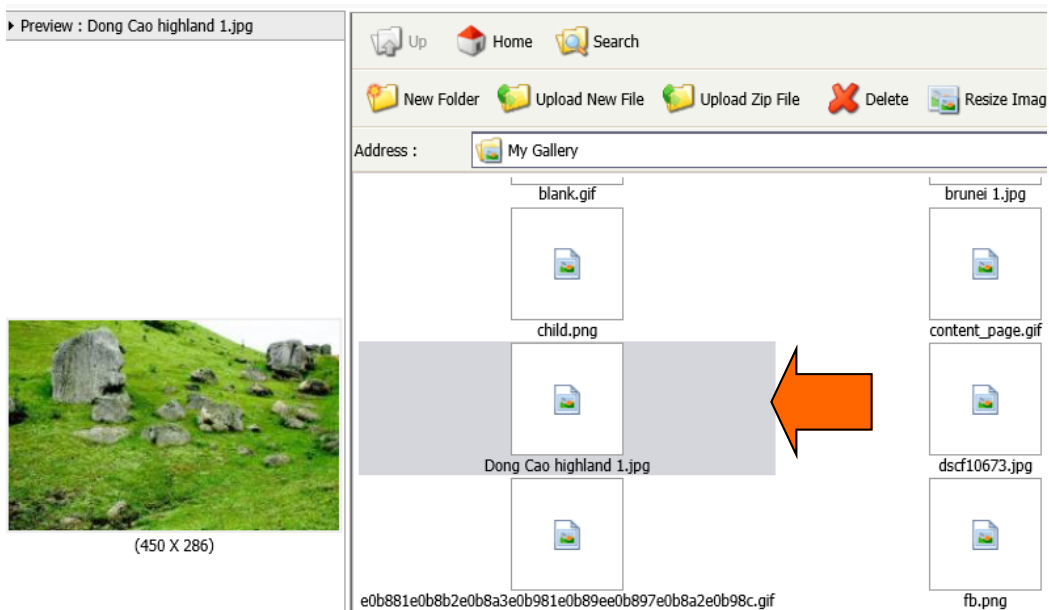 Preview : Dong Cao highland 1.jpg
Up Home Search
New Folder Upload New File Upload Zip File Delete Resize Imag
Address : My Gallery
blank.gif brunei 1.jpg
child.png content_page.gif
Dong Cao highland 1.jpg dscf10673.jpg
(450 X 286)
e0b881e0b8b2e0b8a3e0b981e0b89ee0b897e0b8a2e0b98c.gif fb.png